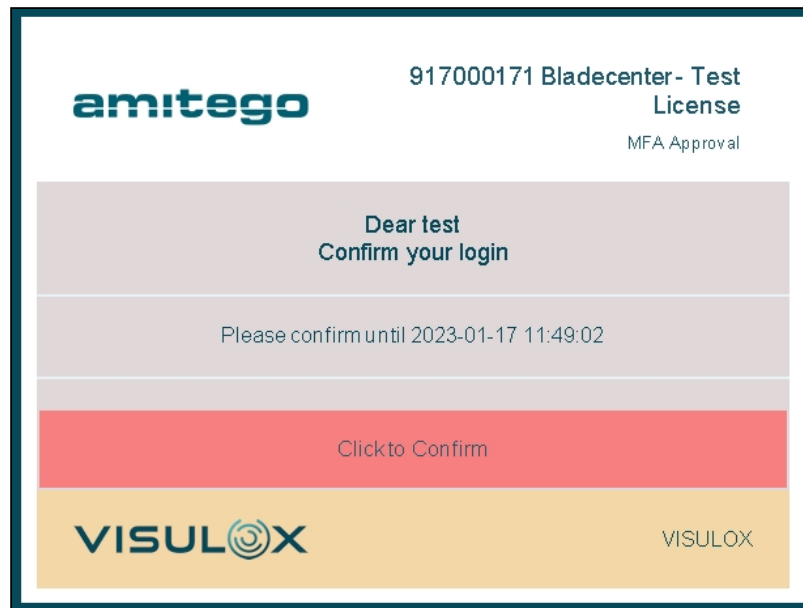 amitego
917000171 Bladecenter - Test
License
MFA Approval
Dear test
Confirm your login
Please confirm until 2023-01-17 11:49:02
Click to Confirm
VISULOX
VISULOX